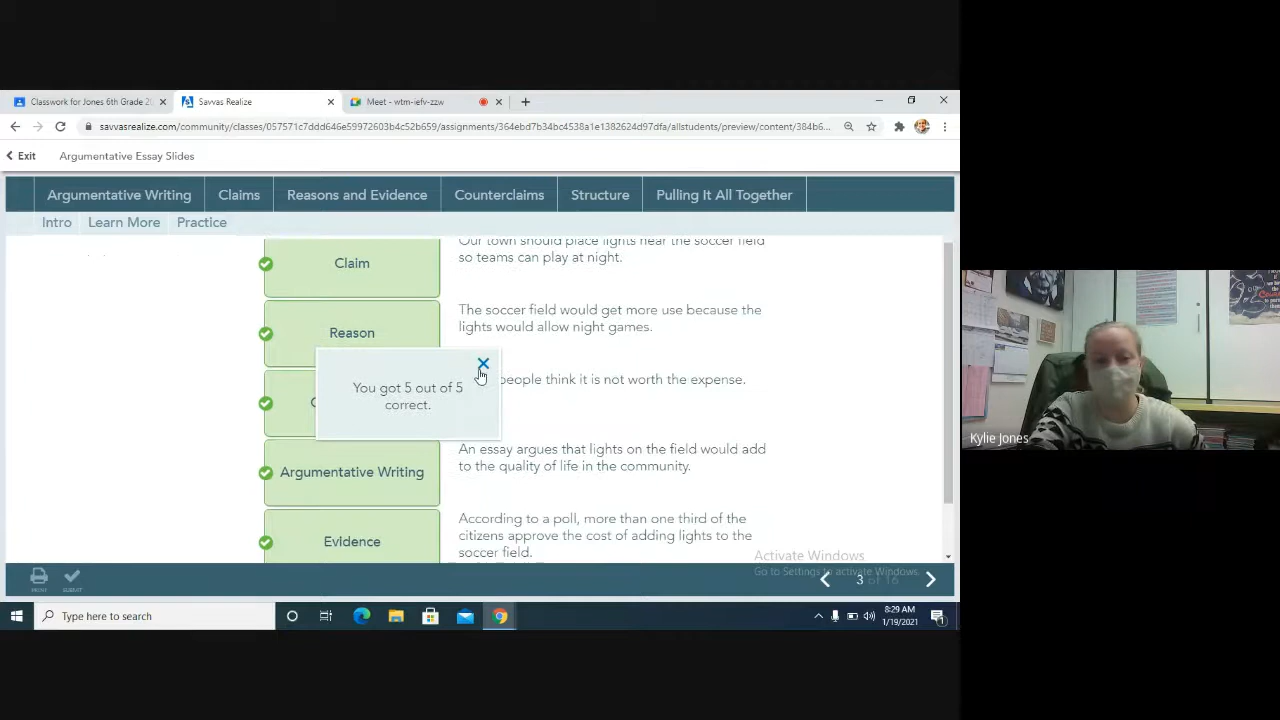 Classwork for Jones 6th Grade 20
Savvas Realize
Meet - wtm-iefv-zzw
savvasrealize.com/community/classes/057571c7ddd646e59972603b4c52b659/assignments/364ebd7b34bc4538a1e1382624d97dfa/allstudents/preview/content/384b6...
Exit
Argumentative Essay Slides
Argumentative Writing
Claims
Reasons and Evidence
Counterclaims
Structure
Pulling It All Together
Intro
Learn More
Practice
Claim
Our town should place lights near the soccer field
so teams can play at night.
Reason
The soccer field would get more use because the
lights would allow night games.
people think it is not worth the expense.
You got 5 out of 5
correct.
Argumentative Writing
An essay argues that lights on the field would add
to the quality of life in the community.
Evidence
According to a poll, more than one third of the
citizens approve the cost of adding lights to the
soccer field.
Activate Windows
Go to Settings to activate Windows.
PRINT
SUBMIT
3 of 16
Type here to search
8:29 AM
1/19/2021
Kylie Jones